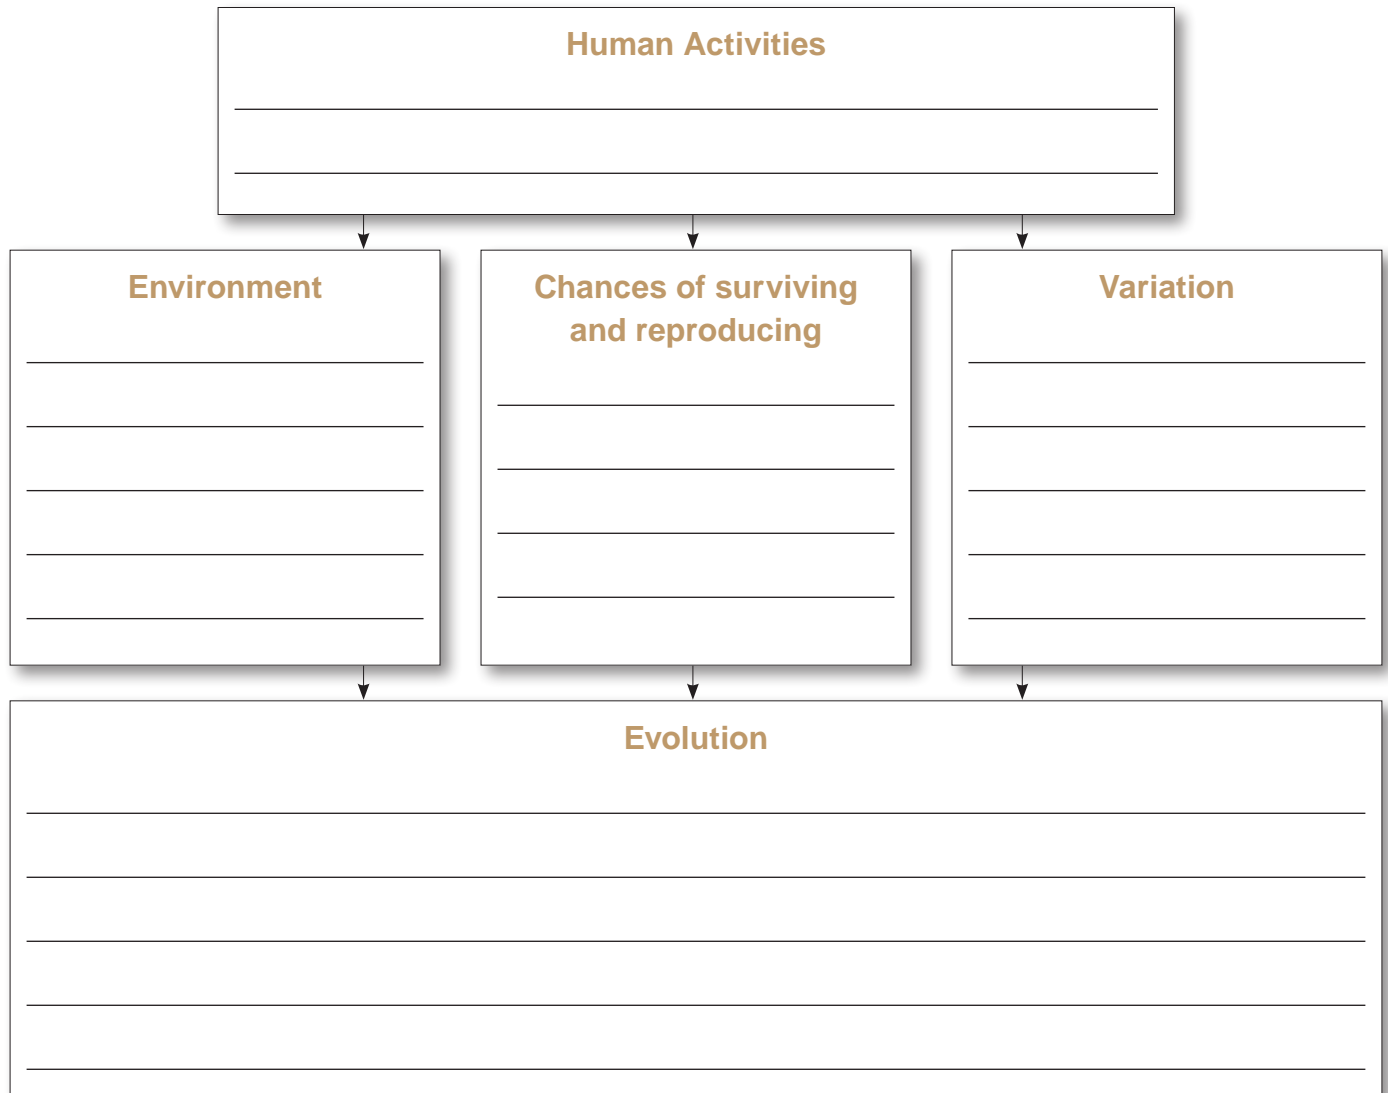 Human Activities
Environment
Chances of surviving
and reproducing
Variation
Evolution